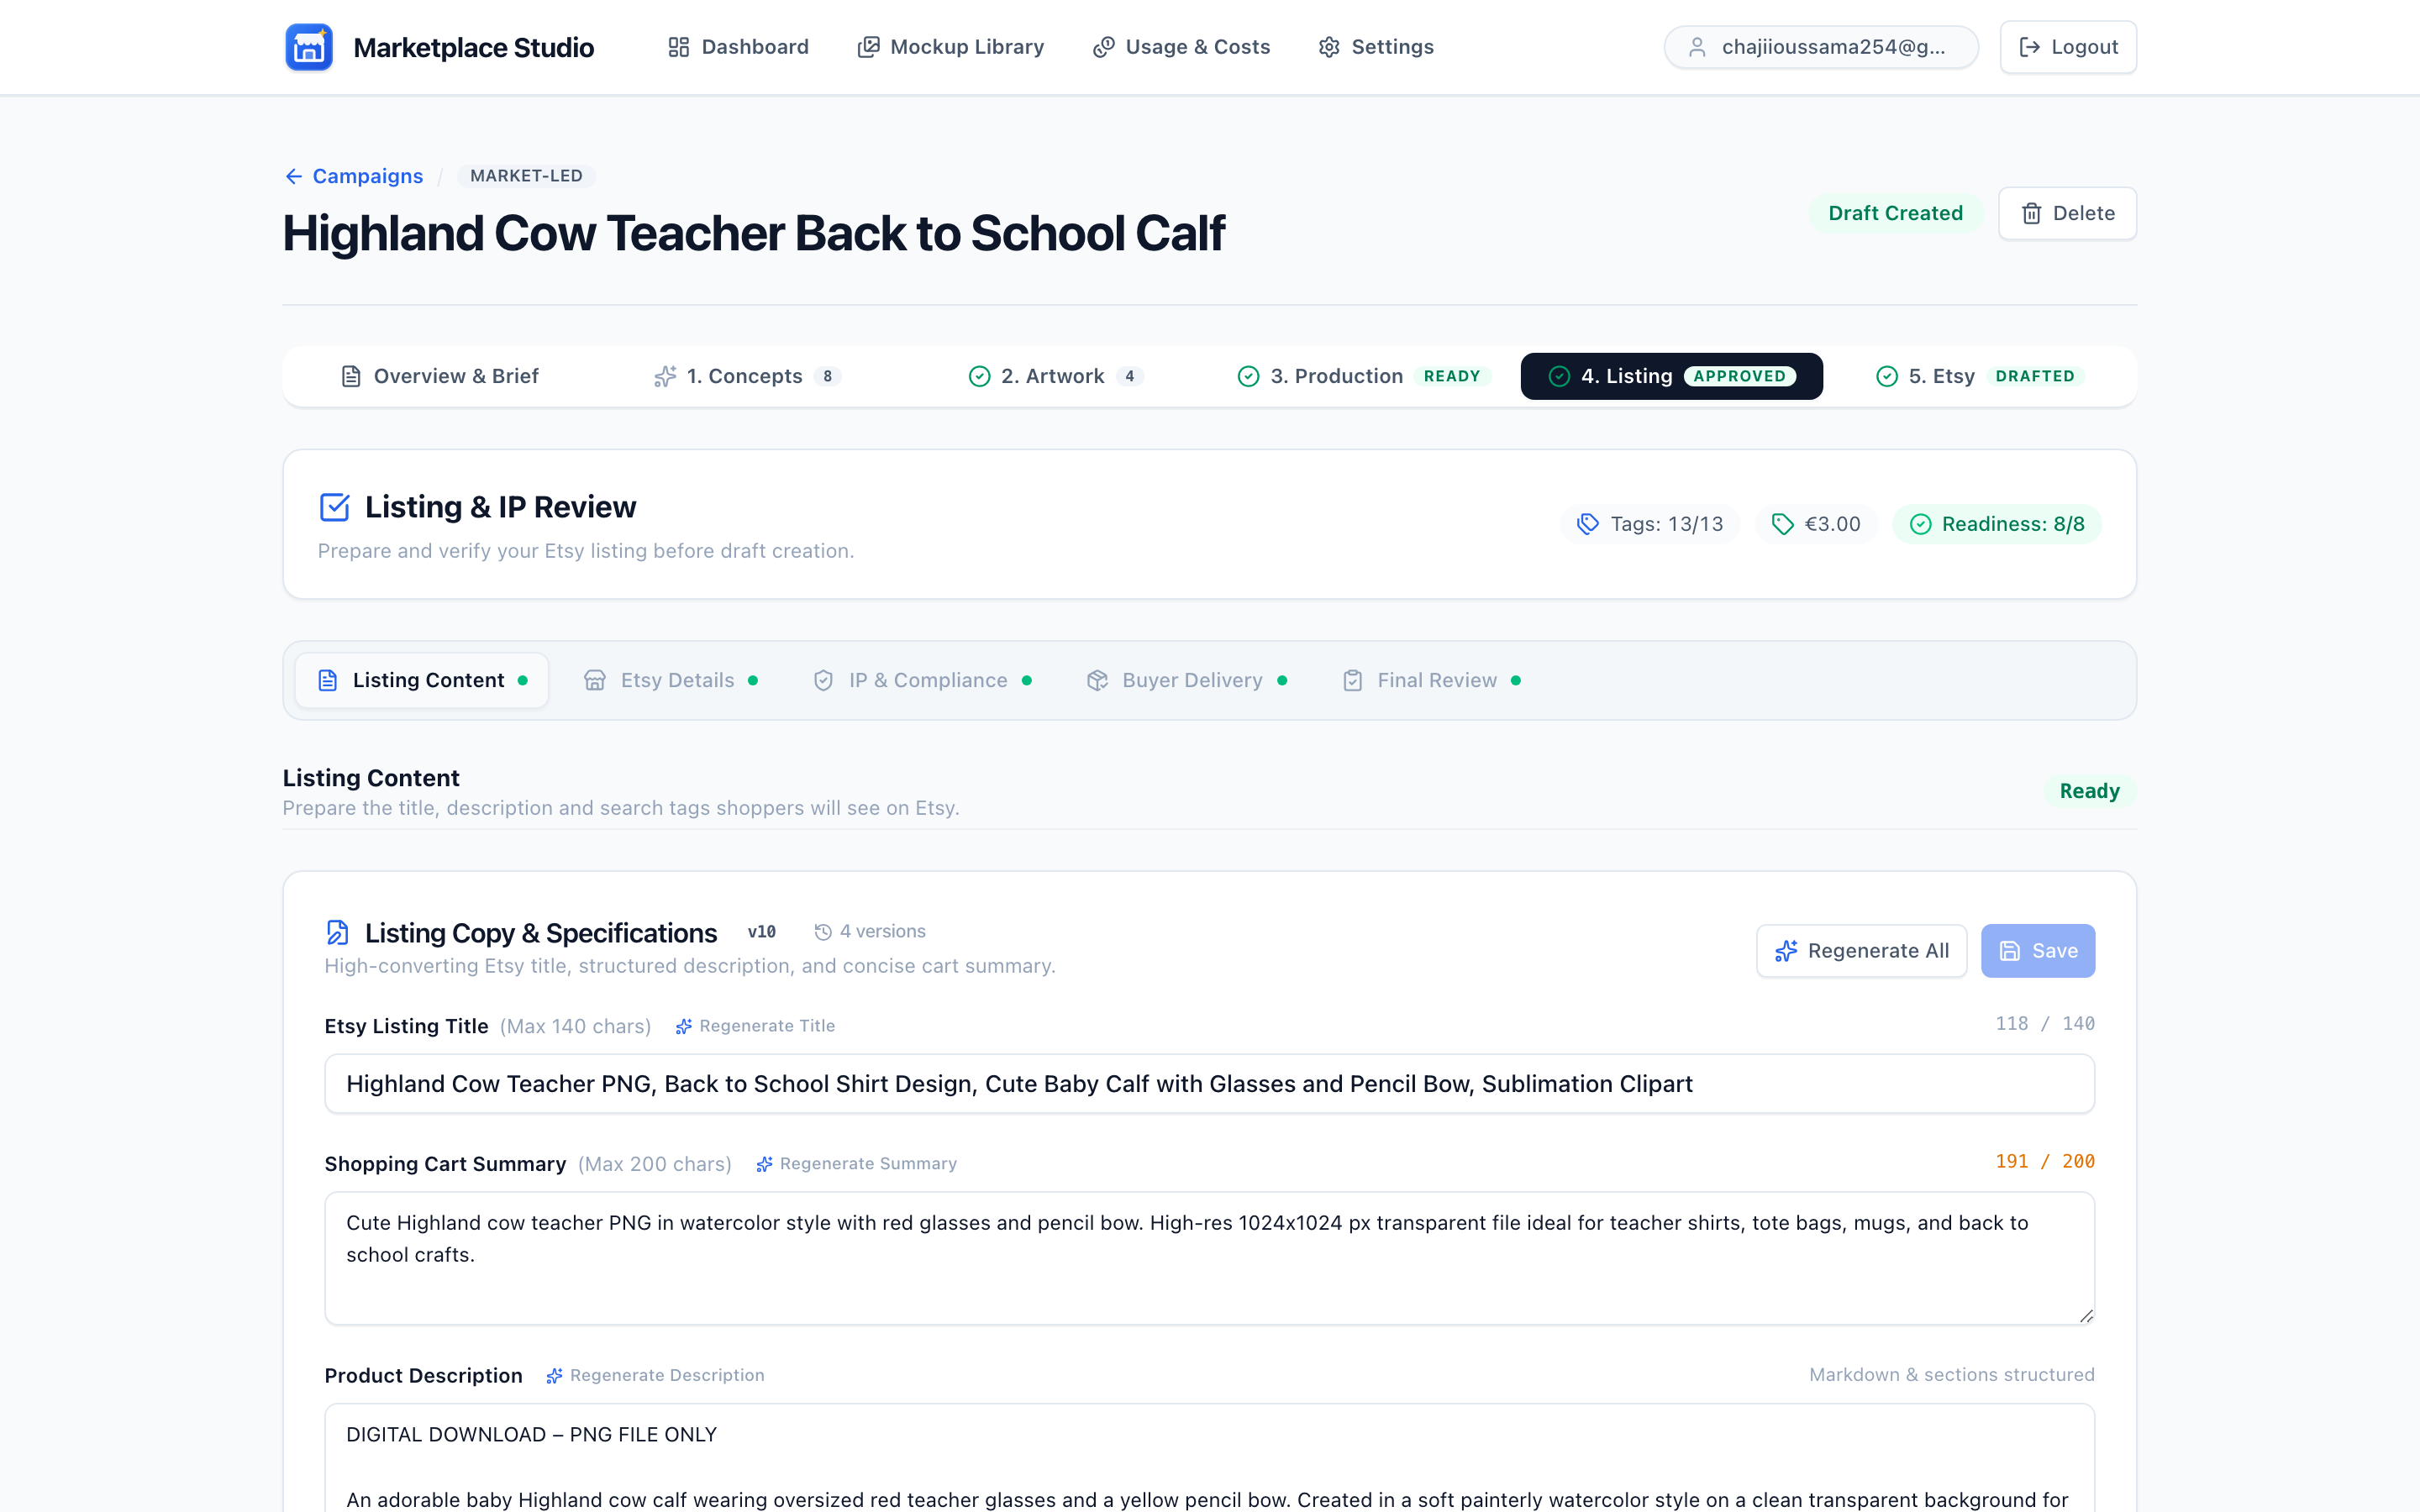 Marketplace Studio
Dashboard
Mockup Library
Usage & Costs
Settings
chajiioussama254@g...
Logout
Campaigns / MARKET-LED
Highland Cow Teacher Back to School Calf
Draft Created
Delete
Overview & Brief
1. Concepts 8
2. Artwork 4
3. Production READY
4. Listing APPROVED
5. Etsy DRAFTED
Listing & IP Review
Prepare and verify your Etsy listing before draft creation.
Tags: 13/13
€3.00
Readiness: 8/8
Listing Content
Etsy Details
IP & Compliance
Buyer Delivery
Final Review
Listing Content
Prepare the title, description and search tags shoppers will see on Etsy.
Ready
Listing Copy & Specifications v10 4 versions
High-converting Etsy title, structured description, and concise cart summary.
Regenerate All
Save
Etsy Listing Title (Max 140 chars) Regenerate Title
118 / 140
Highland Cow Teacher PNG, Back to School Shirt Design, Cute Baby Calf with Glasses and Pencil Bow, Sublimation Clipart
Shopping Cart Summary (Max 200 chars) Regenerate Summary
191 / 200
Cute Highland cow teacher PNG in watercolor style with red glasses and pencil bow. High-res 1024x1024 px transparent file ideal for teacher shirts, tote bags, mugs, and back to
school crafts.
Product Description Regenerate Description
Markdown & sections structured
DIGITAL DOWNLOAD – PNG FILE ONLY
An adorable baby Highland cow calf wearing oversized red teacher glasses and a yellow pencil bow. Created in a soft painterly watercolor style on a clean transparent background for